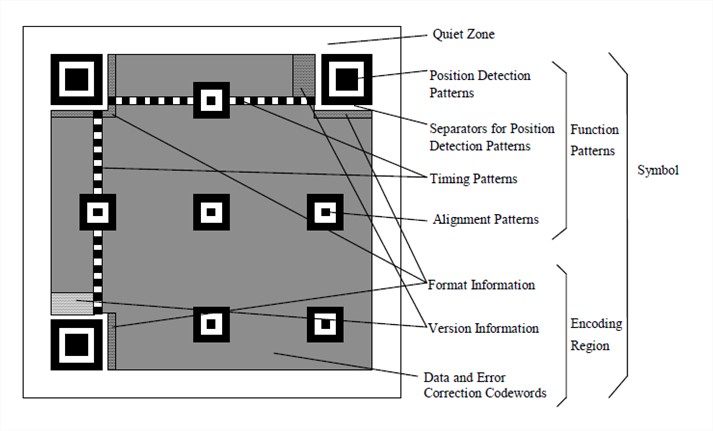 Quiet Zone
Position Detection
Patterns
Separators for Position
Detection Patterns
Function
Patterns
Symbol
Timing Patterns
Alignment Patterns
Format Information
Version Information
Encoding
Region
Data and Error
Correction Codewords